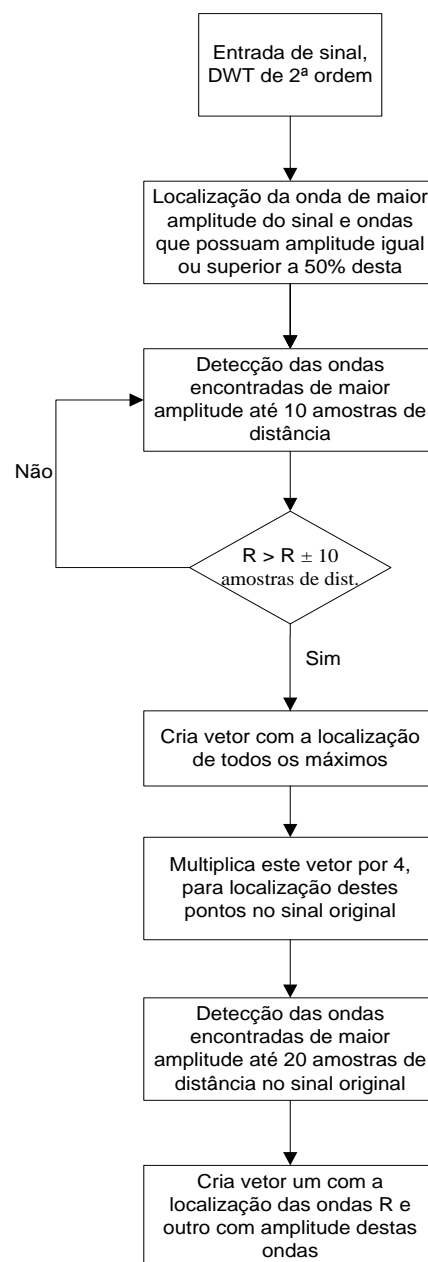 Entrada de sinal,
DWT de 2ª ordem
Localização da onda de maior
amplitude do sinal e ondas
que possuam amplitude igual
ou superior a 50% desta
Detecção das ondas
encontradas de maior
amplitude até 10 amostras de
distância
Não
R > R ± 10
amostras de dist.
Sim
Cria vetor com a localização
de todos os máximos
Multiplica este vetor por 4,
para localização destes
pontos no sinal original
Detecção das ondas
encontradas de maior
amplitude até 20 amostras de
distância no sinal original
Cria vetor um com a
localização das ondas R e
outro com amplitude destas
ondas